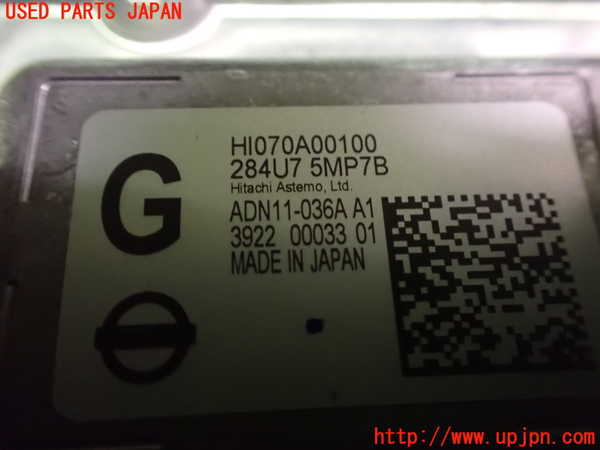 USED PARTS JAPAN
G
HI070A00100
284U7 5MP7B
Hitachi Astemo, Ltd.
ADN11-036A A1
3922 00033 01
MADE IN JAPAN
http://www.upjpn.com/